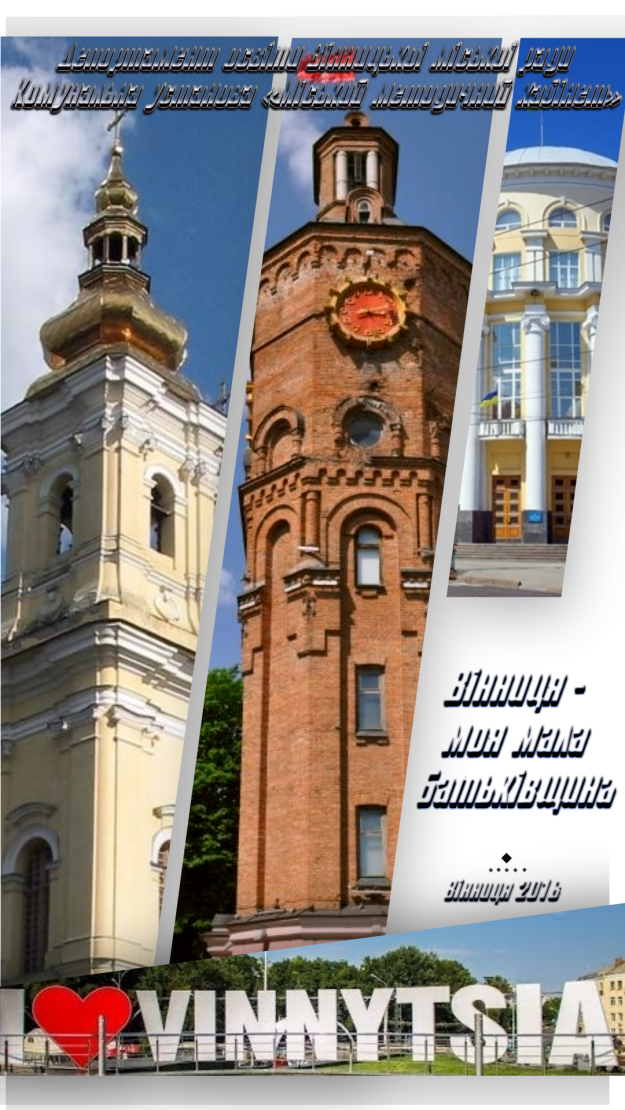 Департамент освіти Вінницької міської ради
Комунальна установа «Міський методичний кабінет»
Вінниця -
моя мала
батьківщина
Вінниця 2016
I ❤ VINNYTSIA